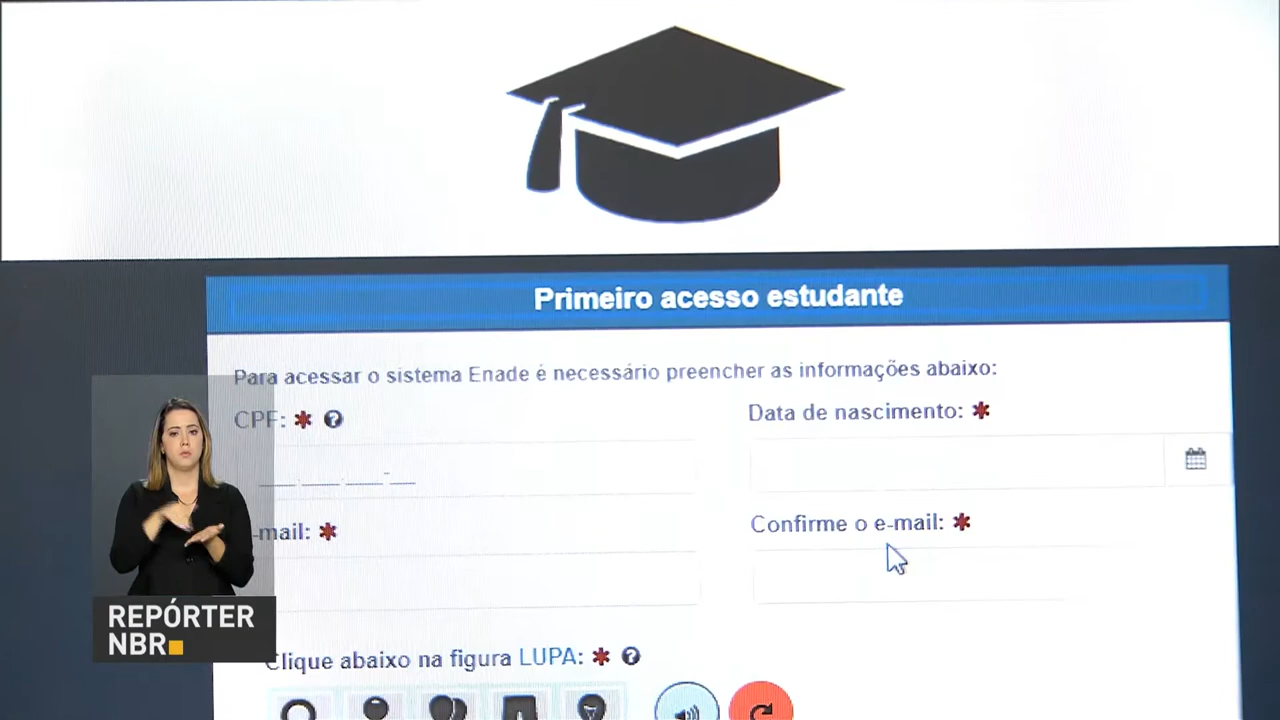 Primeiro acesso estudante
Para acessar o sistema Enade é necessário preencher as informações abaixo:
CPF: * Data de nascimento: *
-mail: * Confirme o e-mail: *
REPÓRTER
NBR
Clique abaixo na figura LUPA: *